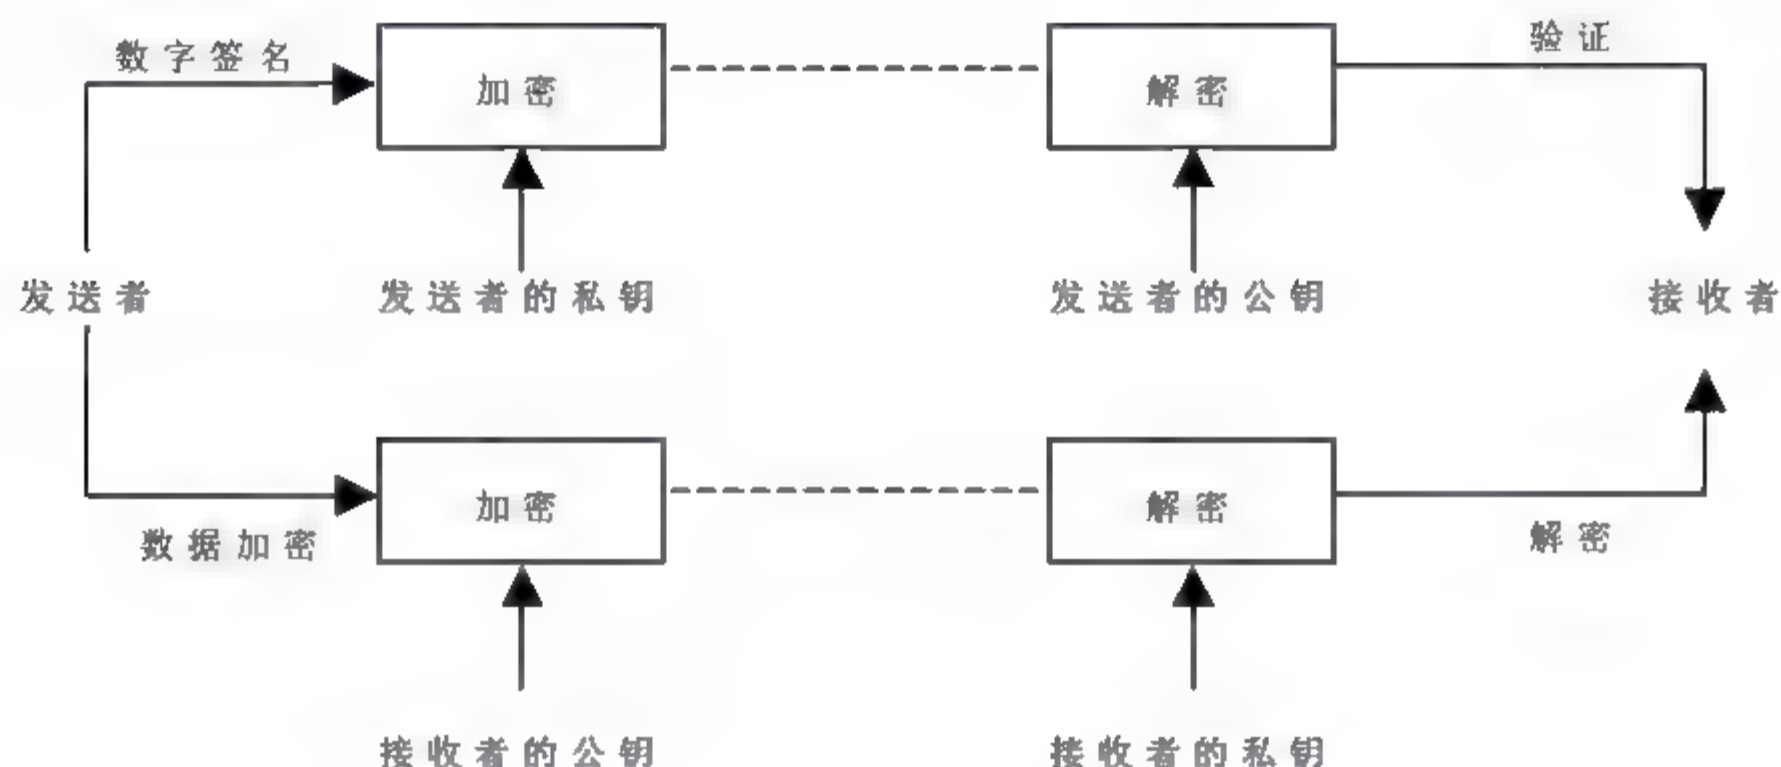 数字签名
验证
加密
解密
发送者
发送者的私钥
发送者的公钥
接收者
加密
解密
数据加密
解密
接收者的公钥
接收者的私钥